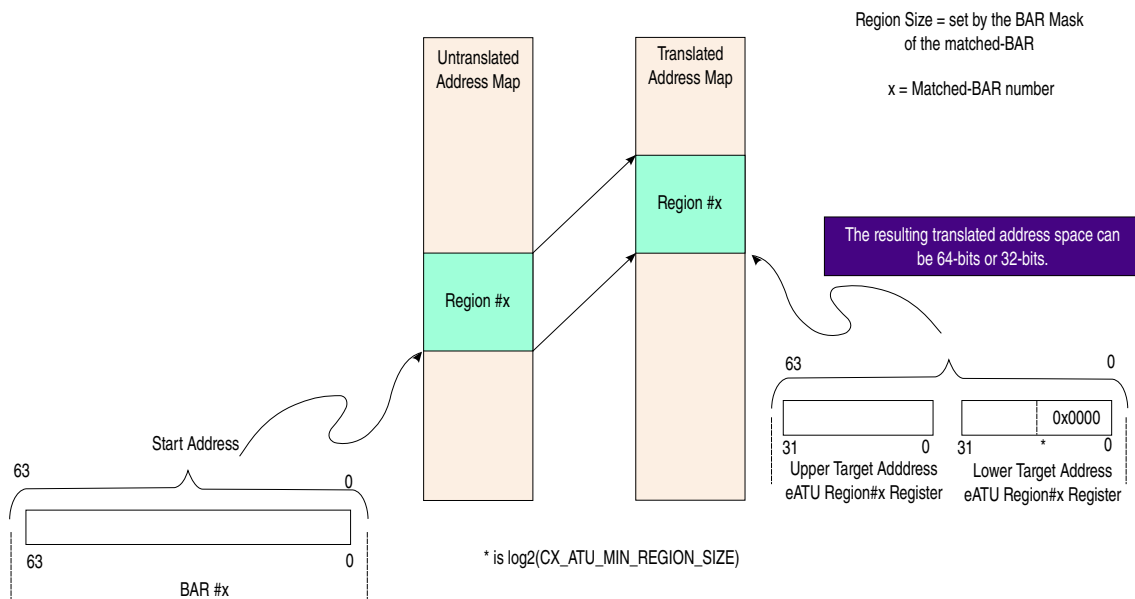 Region Size = set by the BAR Mask
of the matched-BAR
x = Matched-BAR number
Untranslated
Address Map
Translated
Address Map
Region #x
Region #x
The resulting translated address space can
be 64-bits or 32-bits.
63
0
0x0000
31
0
31
*
0
Upper Target Adddress
eATU Region#x Register
Lower Target Address
eATU Region#x Register
Start Address
63
0
63
0
BAR #x
* is log2(CX_ATU_MIN_REGION_SIZE)